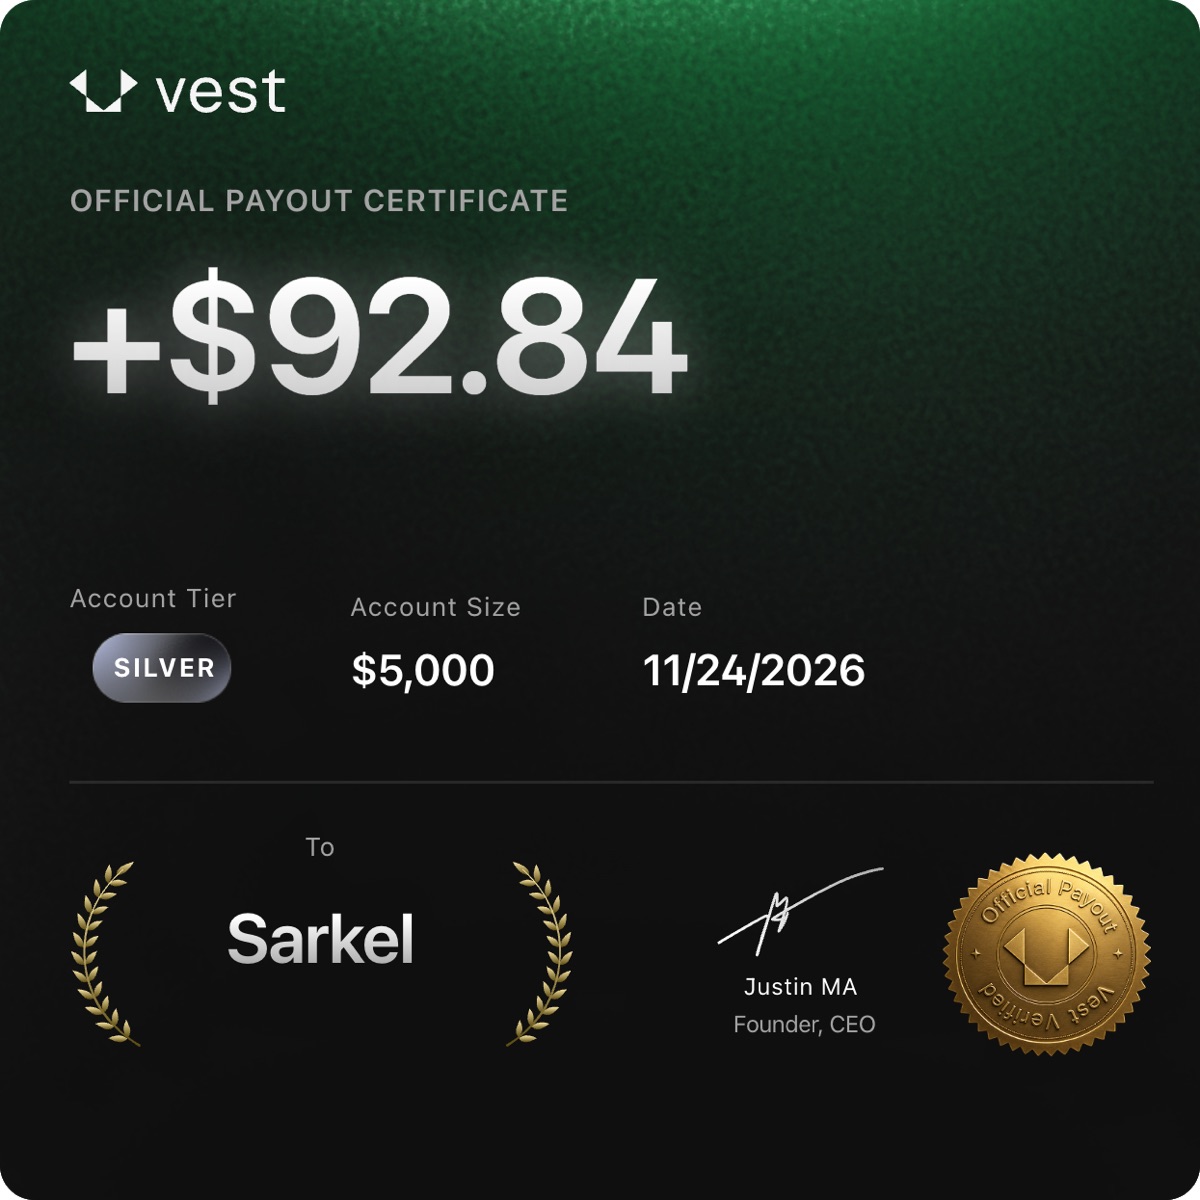 vest
OFFICIAL PAYOUT CERTIFICATE
+$92.84
Account Tier
SILVER
Account Size
$5,000
Date
11/24/2026
To
Sarkel
Justin MA
Founder, CEO
Official Payout
Vest Verified